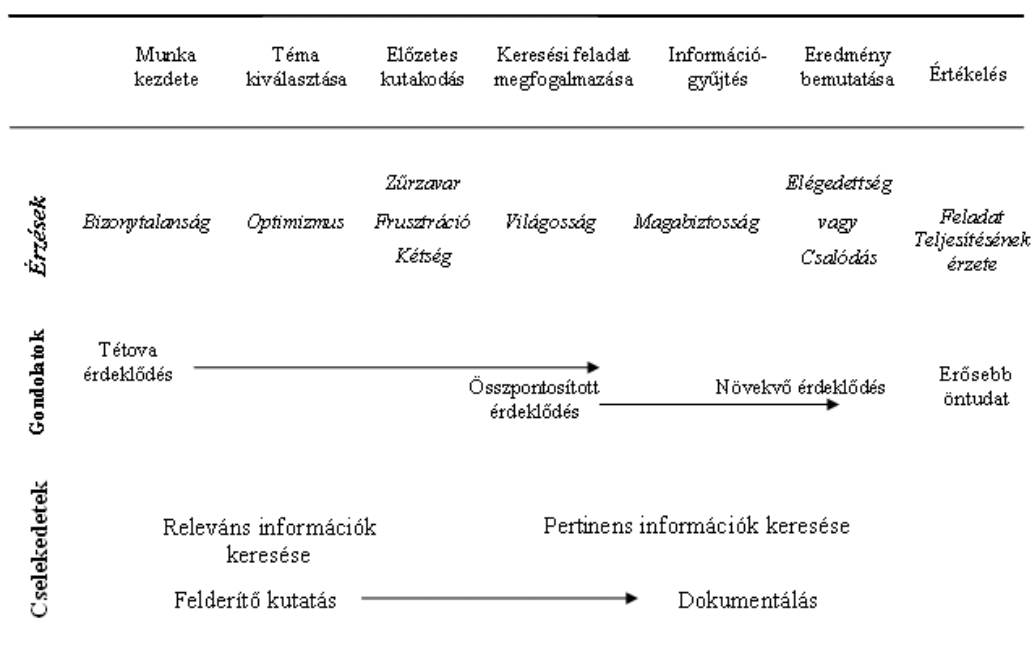 Munka
kezdete
Téma
kiválasztása
Előzetes
kutakodás
Keresési feladat
megfogalmazása
Információ-
gyűjtés
Eredmény
bemutatása
Értékelés
Érzések
Bizonytalanság
Optimizmus
Zűrzavar
Frusztráció
Kétség
Világosság
Magabiztosság
Elégedettség
vagy
Csalódás
Feladat
Teljesítésének
érzete
Gondolatok
Tétova
érdeklődés
Összpontosított
érdeklődés
Növekvő érdeklődés
Erősebb
öntudat
Cselekedetek
Releváns információk
keresése
Pertinens információk keresése
Felderítő kutatás
Dokumentálás